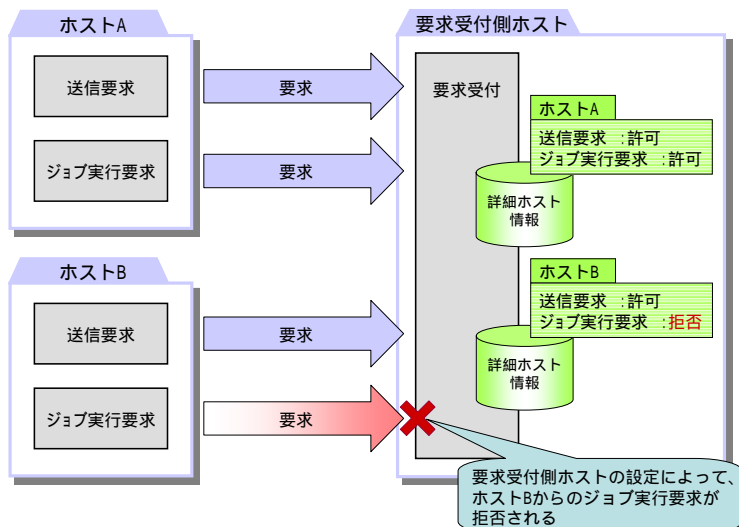 ホストA
送信要求
ジョブ実行要求
要求
要求
ホストB
送信要求
ジョブ実行要求
要求
要求
要求受付側ホスト
要求受付
ホストA
送信要求 :許可
ジョブ実行要求 :許可
詳細ホスト
情報
ホストB
送信要求 :許可
ジョブ実行要求 :拒否
詳細ホスト
情報
要求受付側ホストの設定によって、
ホストBからのジョブ実行要求が
拒否される